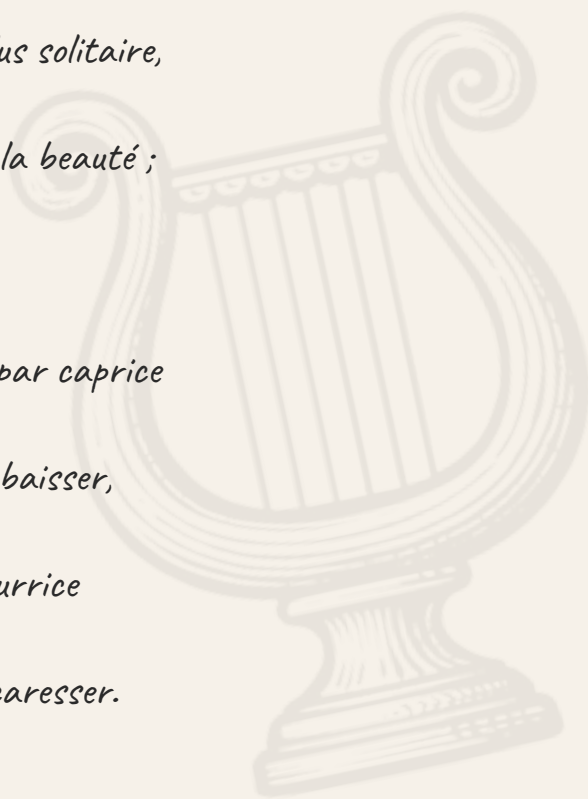 us solitaire,
la beauté ;
par caprice
baisser,
urrice
caresser.